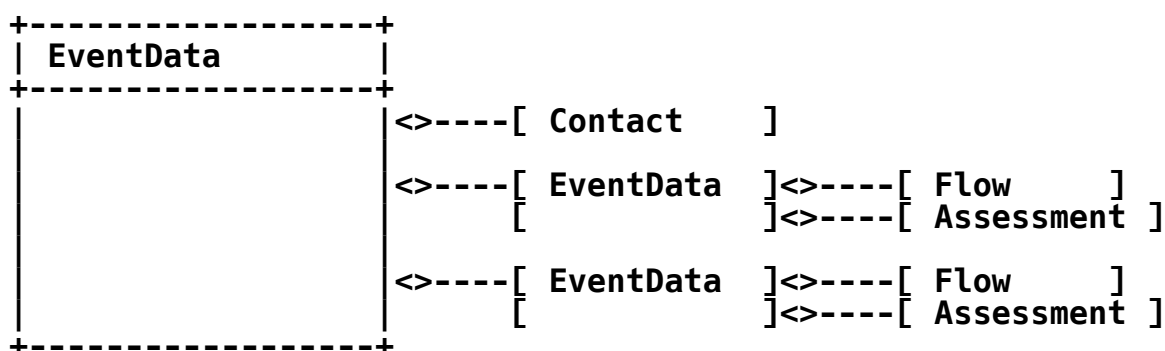 +------------------+
| EventData        |
+------------------+
|                  |<>----[ Contact    ]
|                  |
|                  |<>----[ EventData  ]<>----[ Flow     ]
|                  |      [            ]<>----[ Assessment ]
|                  |
|                  |<>----[ EventData  ]<>----[ Flow     ]
|                  |      [            ]<>----[ Assessment ]
+------------------+